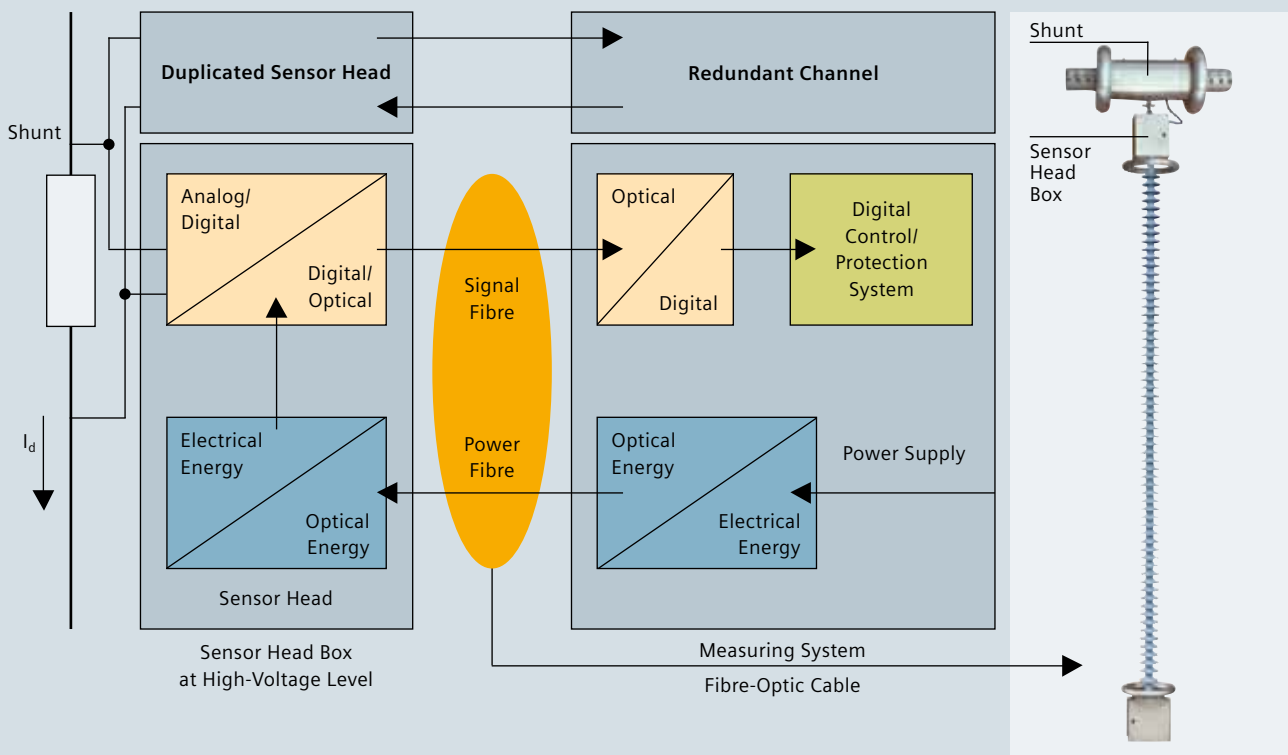 Duplicated Sensor Head
Redundant Channel
Shunt
Analog/
Digital
Digital/
Optical
Signal
Fibre
Optical
Digital
Digital
Control/
Protection
System
I_d
Electrical
Energy
Optical
Energy
Power
Fibre
Optical
Energy
Electrical
Energy
Power Supply
Sensor Head
Sensor Head Box
at High-Voltage Level
Measuring System
Fibre-Optic Cable
Shunt
Sensor
Head
Box